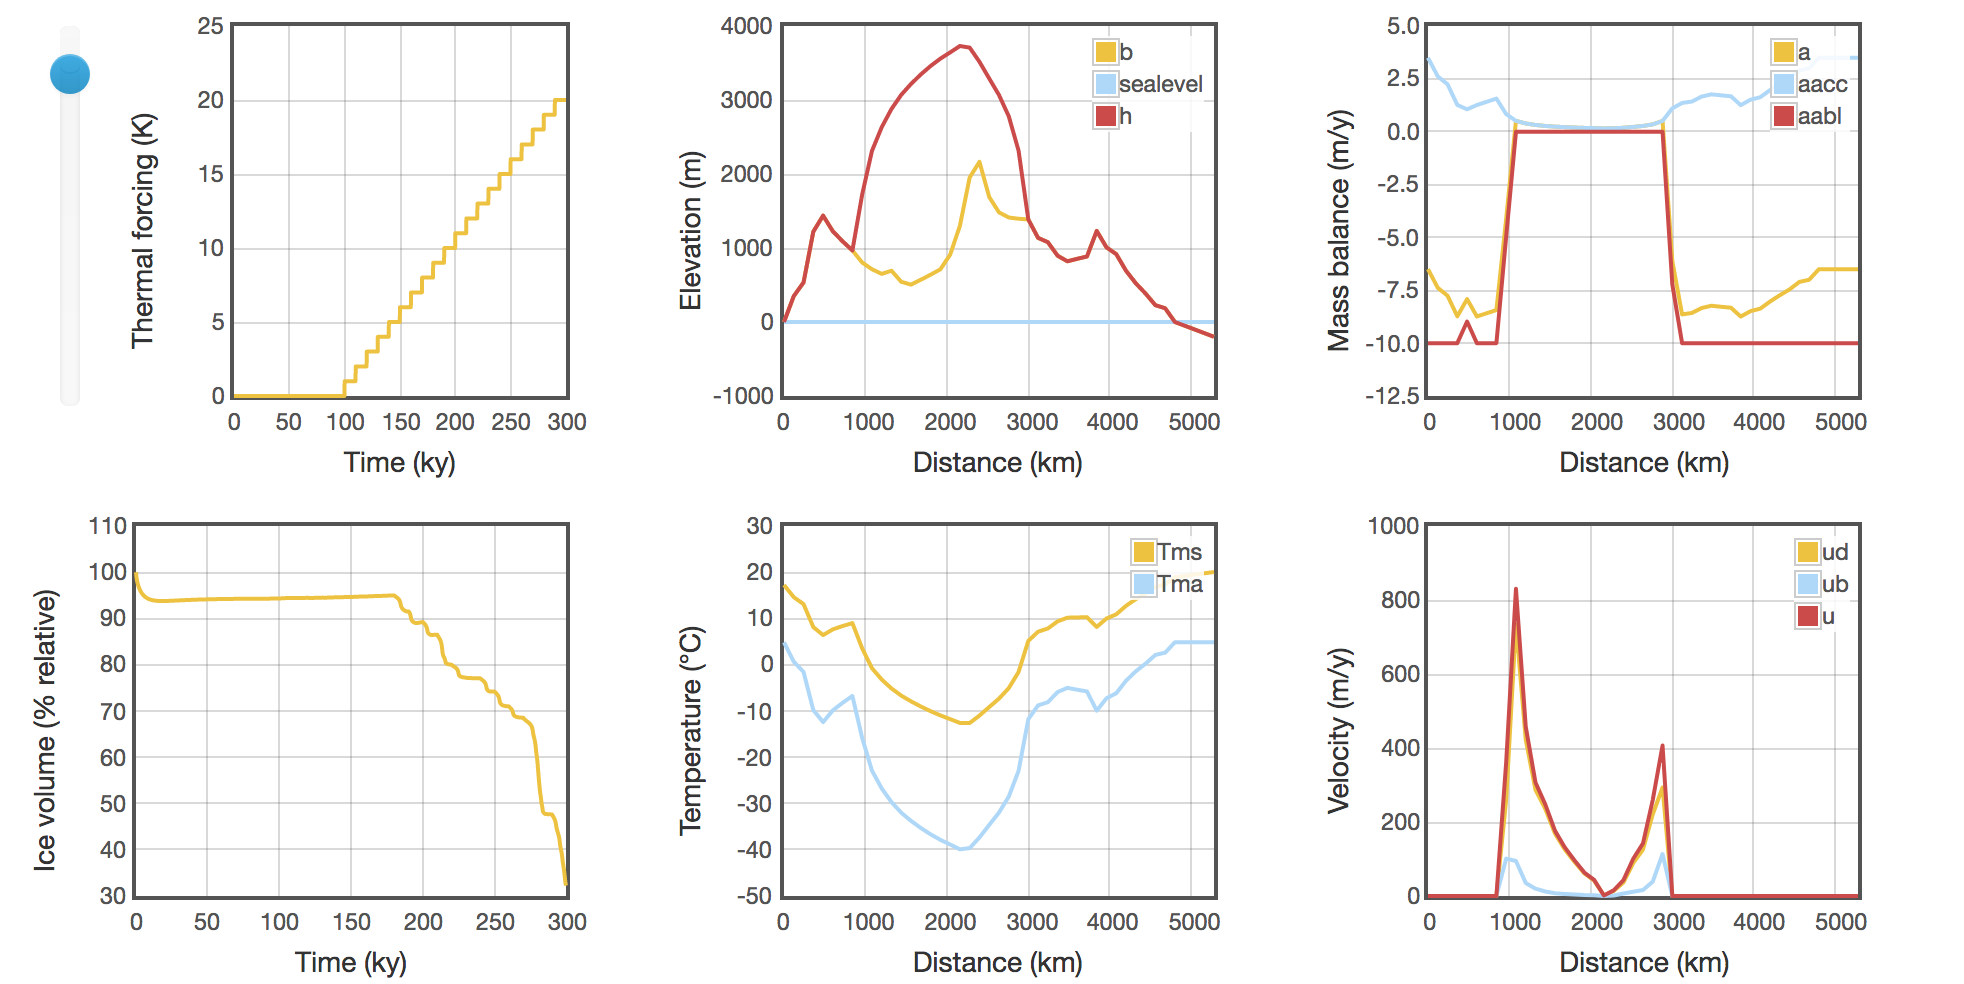 25
20
15
10
5
0
Thermal forcing (K)
0 50 100 150 200 250 300
Time (ky)
4000
3000
2000
1000
0
-1000
Elevation (m)
b
sealevel
h
0 1000 2000 3000 4000 5000
Distance (km)
5.0
2.5
0.0
-2.5
-5.0
-7.5
-10.0
-12.5
Mass balance (m/y)
a
aacc
aabl
0 1000 2000 3000 4000 5000
Distance (km)
110
100
90
80
70
60
50
40
30
Ice volume (% relative)
0 50 100 150 200 250 300
Time (ky)
30
20
10
0
-10
-20
-30
-40
-50
Temperature (°C)
Tms
Tma
0 1000 2000 3000 4000 5000
Distance (km)
1000
800
600
400
200
0
Velocity (m/y)
ud
ub
u
0 1000 2000 3000 4000 5000
Distance (km)